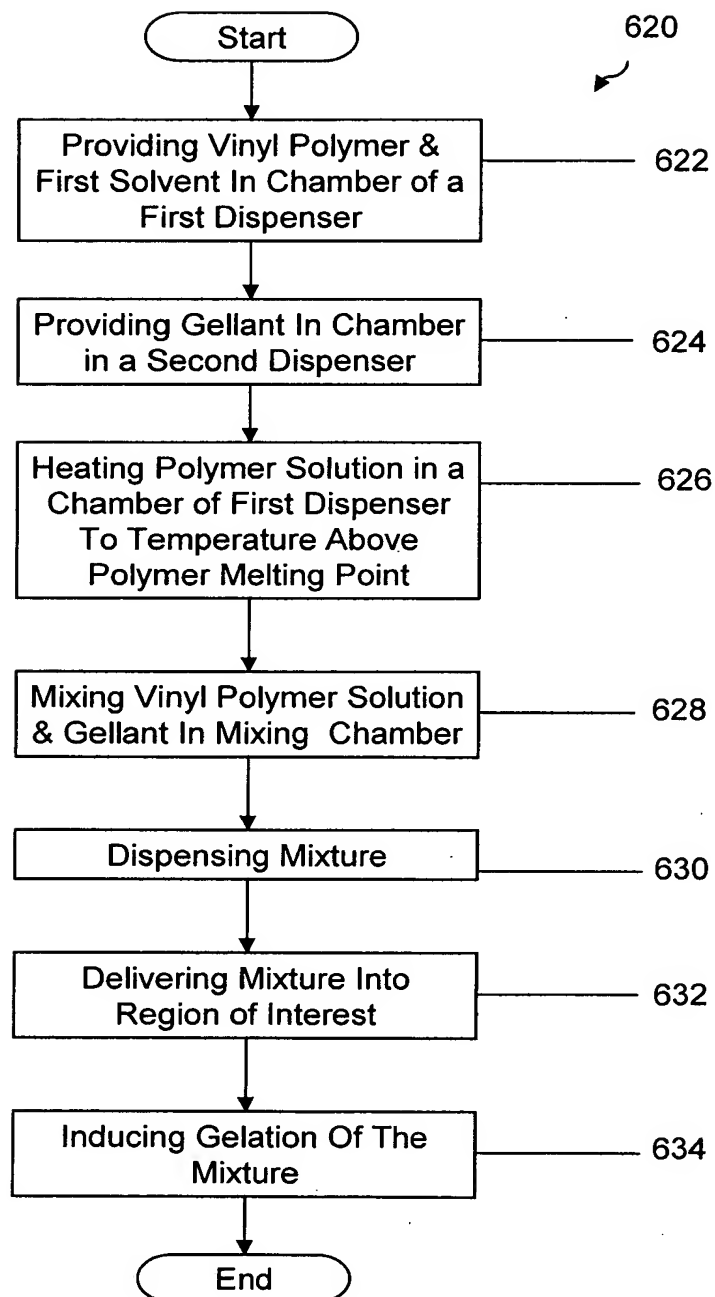 Start
620
Providing Vinyl Polymer &
First Solvent In Chamber of a
First Dispenser
622
Providing Gellant In Chamber
in a Second Dispenser
624
Heating Polymer Solution in a
Chamber of First Dispenser
To Temperature Above
Polymer Melting Point
626
Mixing Vinyl Polymer Solution
& Gellant In Mixing Chamber
628
Dispensing Mixture
630
Delivering Mixture Into
Region of Interest
632
Inducing Gelation Of The
Mixture
634
End